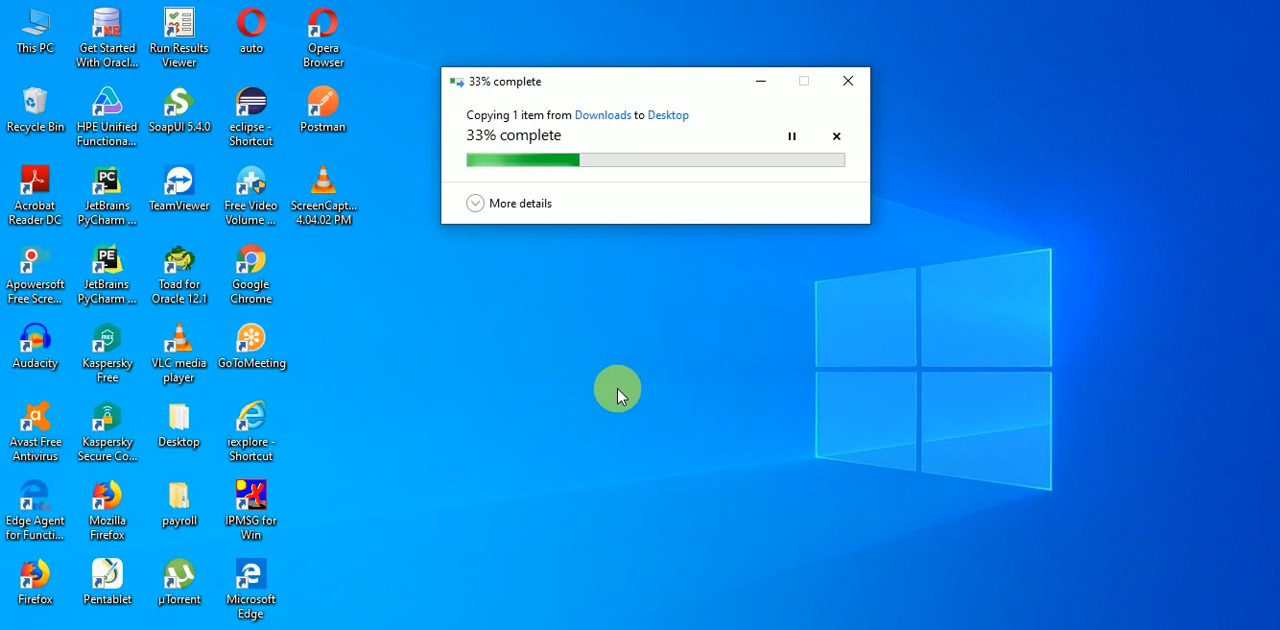 This PC
Get Started
With Oracl...
Run Results
Viewer
auto
Opera
Browser
Recycle Bin
HPE Unified
Functiona...
SoapUI 5.4.0
eclipse -
Shortcut
Postman
Acrobat
Reader DC
JetBrains
PyCharm ...
TeamViewer
Free Video
Volume ...
ScreenCapt...
4.04.02 PM
Apowersoft
Free Scre...
JetBrains
PyCharm ...
Toad for
Oracle 12.1
Google
Chrome
Audacity
Kaspersky
Free
VLC media
player
GoToMeeting
Avast Free
Antivirus
Kaspersky
Secure Co...
Desktop
iexplore -
Shortcut
Edge Agent
for Functi...
Mozilla
Firefox
payroll
IPMSG for
Win
Firefox
Pentablet
µTorrent
Microsoft
Edge
33% complete
Copying 1 item from Downloads to Desktop
33% complete
More details